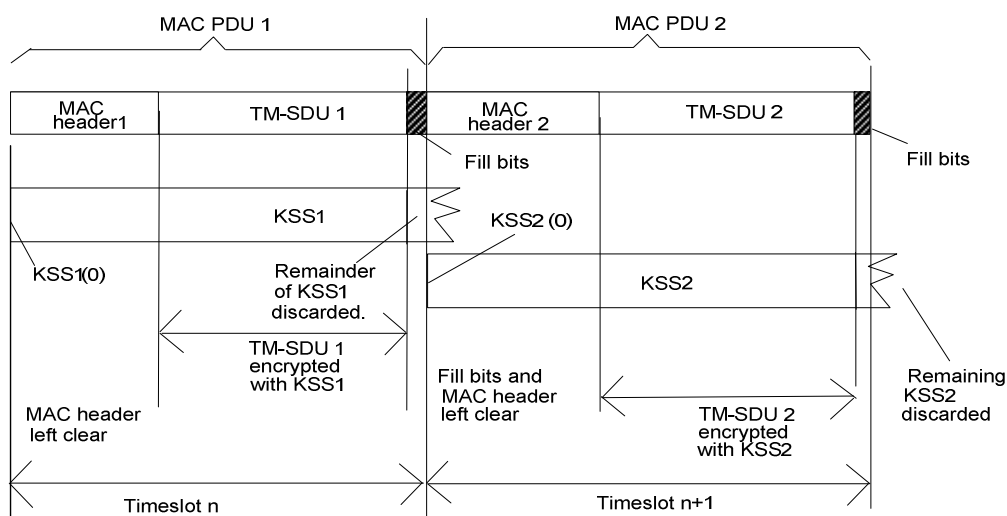 MAC PDU 1
MAC PDU 2
MAC
header1
TM-SDU 1
MAC
header 2
TM-SDU 2
Fill bits
Fill bits
KSS1
KSS2 (0)
KSS1(0)
Remainder
of KSS1
discarded.
KSS2
TM-SDU 1
encrypted
with KSS1
Fill bits and
MAC header
left clear
Remaining
KSS2
discarded
MAC header
left clear
TM-SDU 2
encrypted
with KSS2
Timeslot n
Timeslot n+1